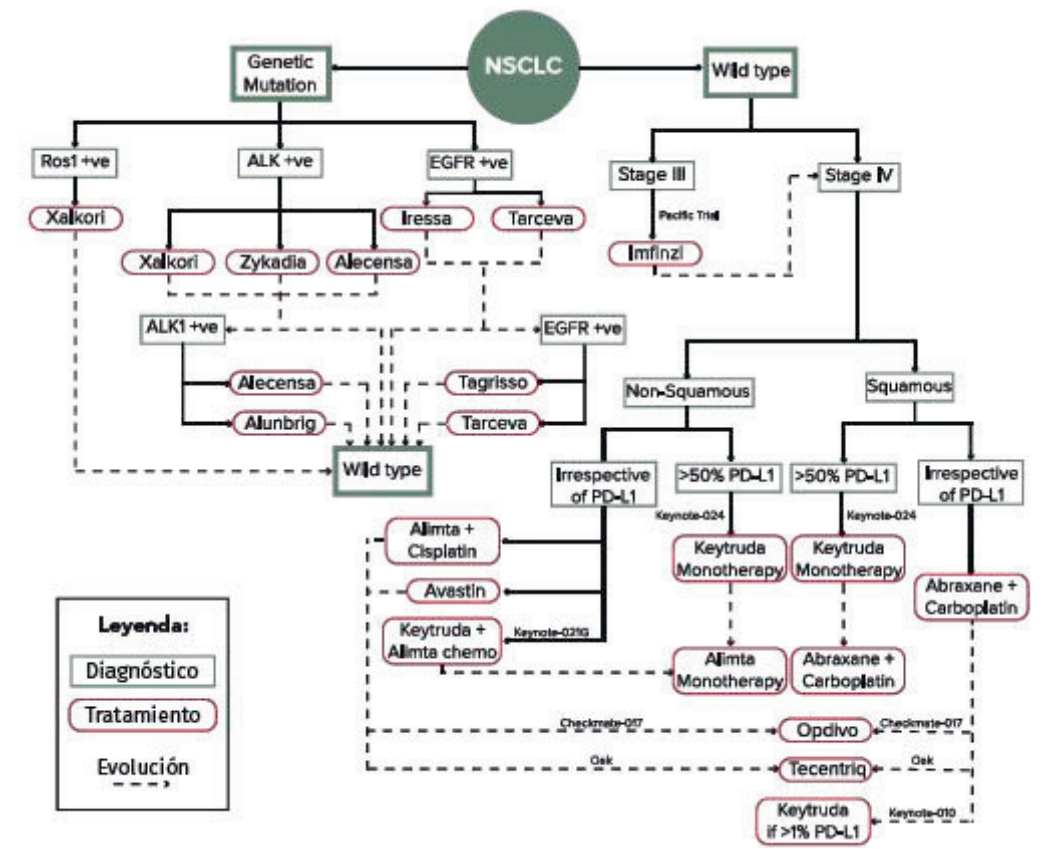 NSCLC
Genetic
Mutation
Wild type
Ros1 +ve
ALK +ve
EGFR +ve
Stage III
Stage IV
Xalkori
Iressa
Tarceva
Pacific Trial
Xalkori
Zykadia
Alecensa
Imfinzi
ALK1 +ve
EGFR +ve
Alecensa
Tagrisso
Non-Squamous
Squamous
Alunbrig
Tarceva
Wild type
Irrespective
of PD-L1
>50% PD-L1
>50% PD-L1
Irrespective
of PD-L1
Keynote-024
Keynote-024
Alimta +
Cisplatin
Keytruda
Monotherapy
Keytruda
Monotherapy
Abraxane +
Carboplatin
Avastin
Keytruda +
Alimta chemo
Keynote-021G
Alimta
Monotherapy
Abraxane +
Carboplatin
Checkmate-017
Opdivo
Checkmate-017
Oak
Tecentriq
Oak
Keytruda
if >1% PD-L1
Keynote-010
Leyenda:
Diagnóstico
Tratamiento
Evolución